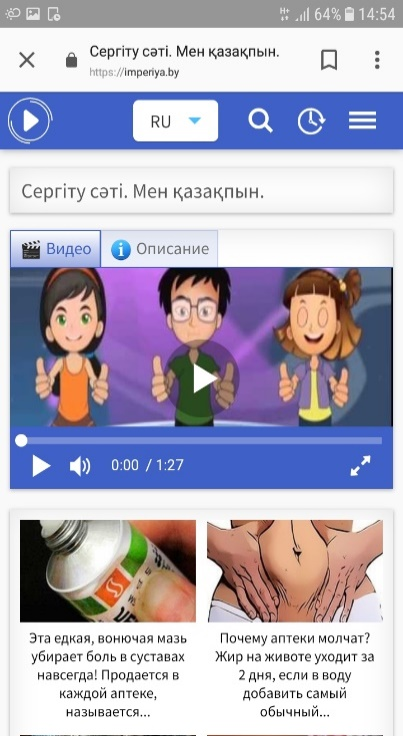 H+ 64% 14:54
Сергіту сәті. Мен қазақпын.
https://imperiya.by
RU
Сергіту сәті. Мен қазақпын.
Видео
Описание
0:00 / 1:27
Эта едкая, вонючая мазь
убирает боль в суставах
навсегда! Продается в
каждой аптеке,
называется...
Почему аптеки молчат?
Жир на животе уходит за
2 дня, если в воду
добавить самый
обычный...